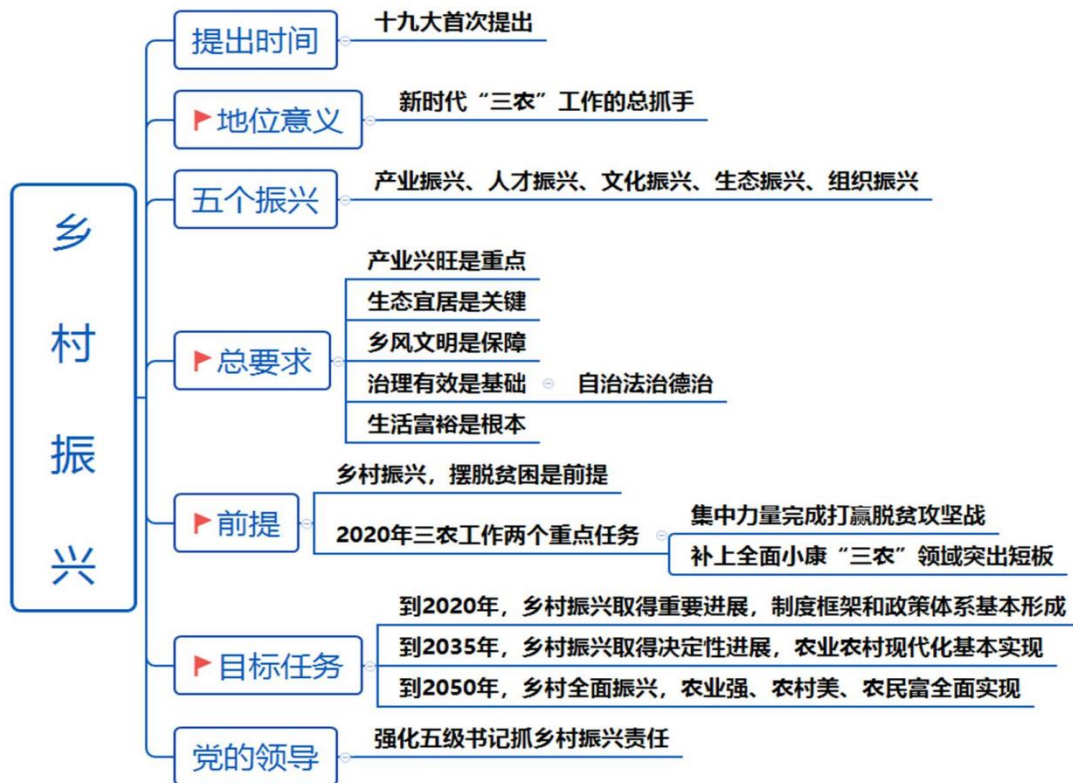 乡村振兴
提出时间
十九大首次提出
地位意义
新时代“三农”工作的总抓手
五个振兴
产业振兴、人才振兴、文化振兴、生态振兴、组织振兴
总要求
产业兴旺是重点
生态宜居是关键
乡风文明是保障
治理有效是基础
自治法治德治
生活富裕是根本
前提
乡村振兴，摆脱贫困是前提
2020年三农工作两个重点任务
集中力量完成打赢脱贫攻坚战
补上全面小康“三农”领域突出短板
目标任务
到2020年，乡村振兴取得重要进展，制度框架和政策体系基本形成
到2035年，乡村振兴取得决定性进展，农业农村现代化基本实现
到2050年，乡村全面振兴，农业强、农村美、农民富全面实现
党的领导
强化五级书记抓乡村振兴责任